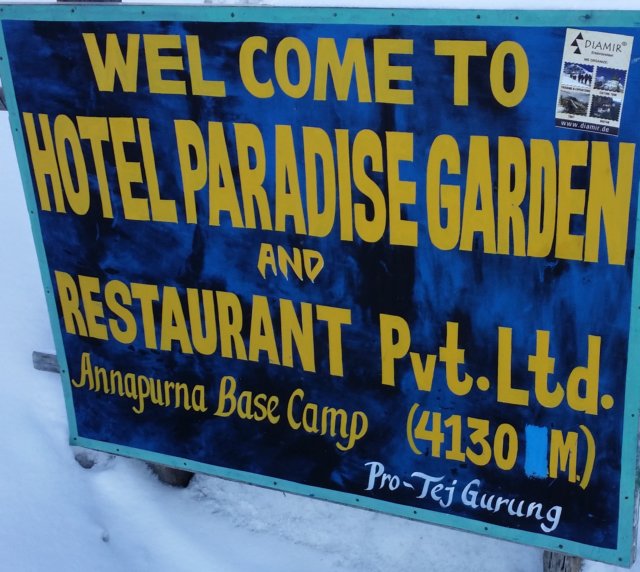 WEL COME TO
HOTEL PARADISE GARDEN
AND
RESTAURANT Pvt. Ltd.
Annapurna Base Camp (4130 M.)
Pro-Tej Gurung
DIAMIR®
www.diamir.de